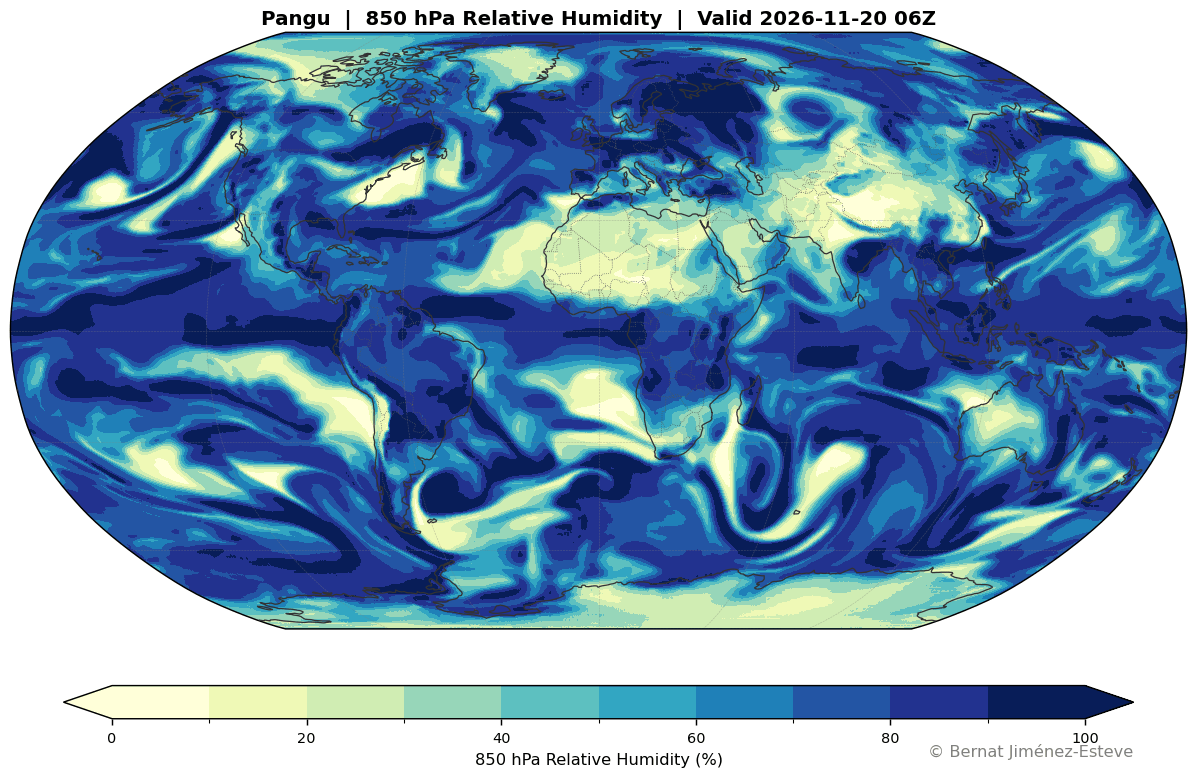 Pangu | 850 hPa Relative Humidity | Valid 2026-11-20 06Z
0 20 40 60 80 100
850 hPa Relative Humidity (%)
© Bernat Jiménez-Esteve